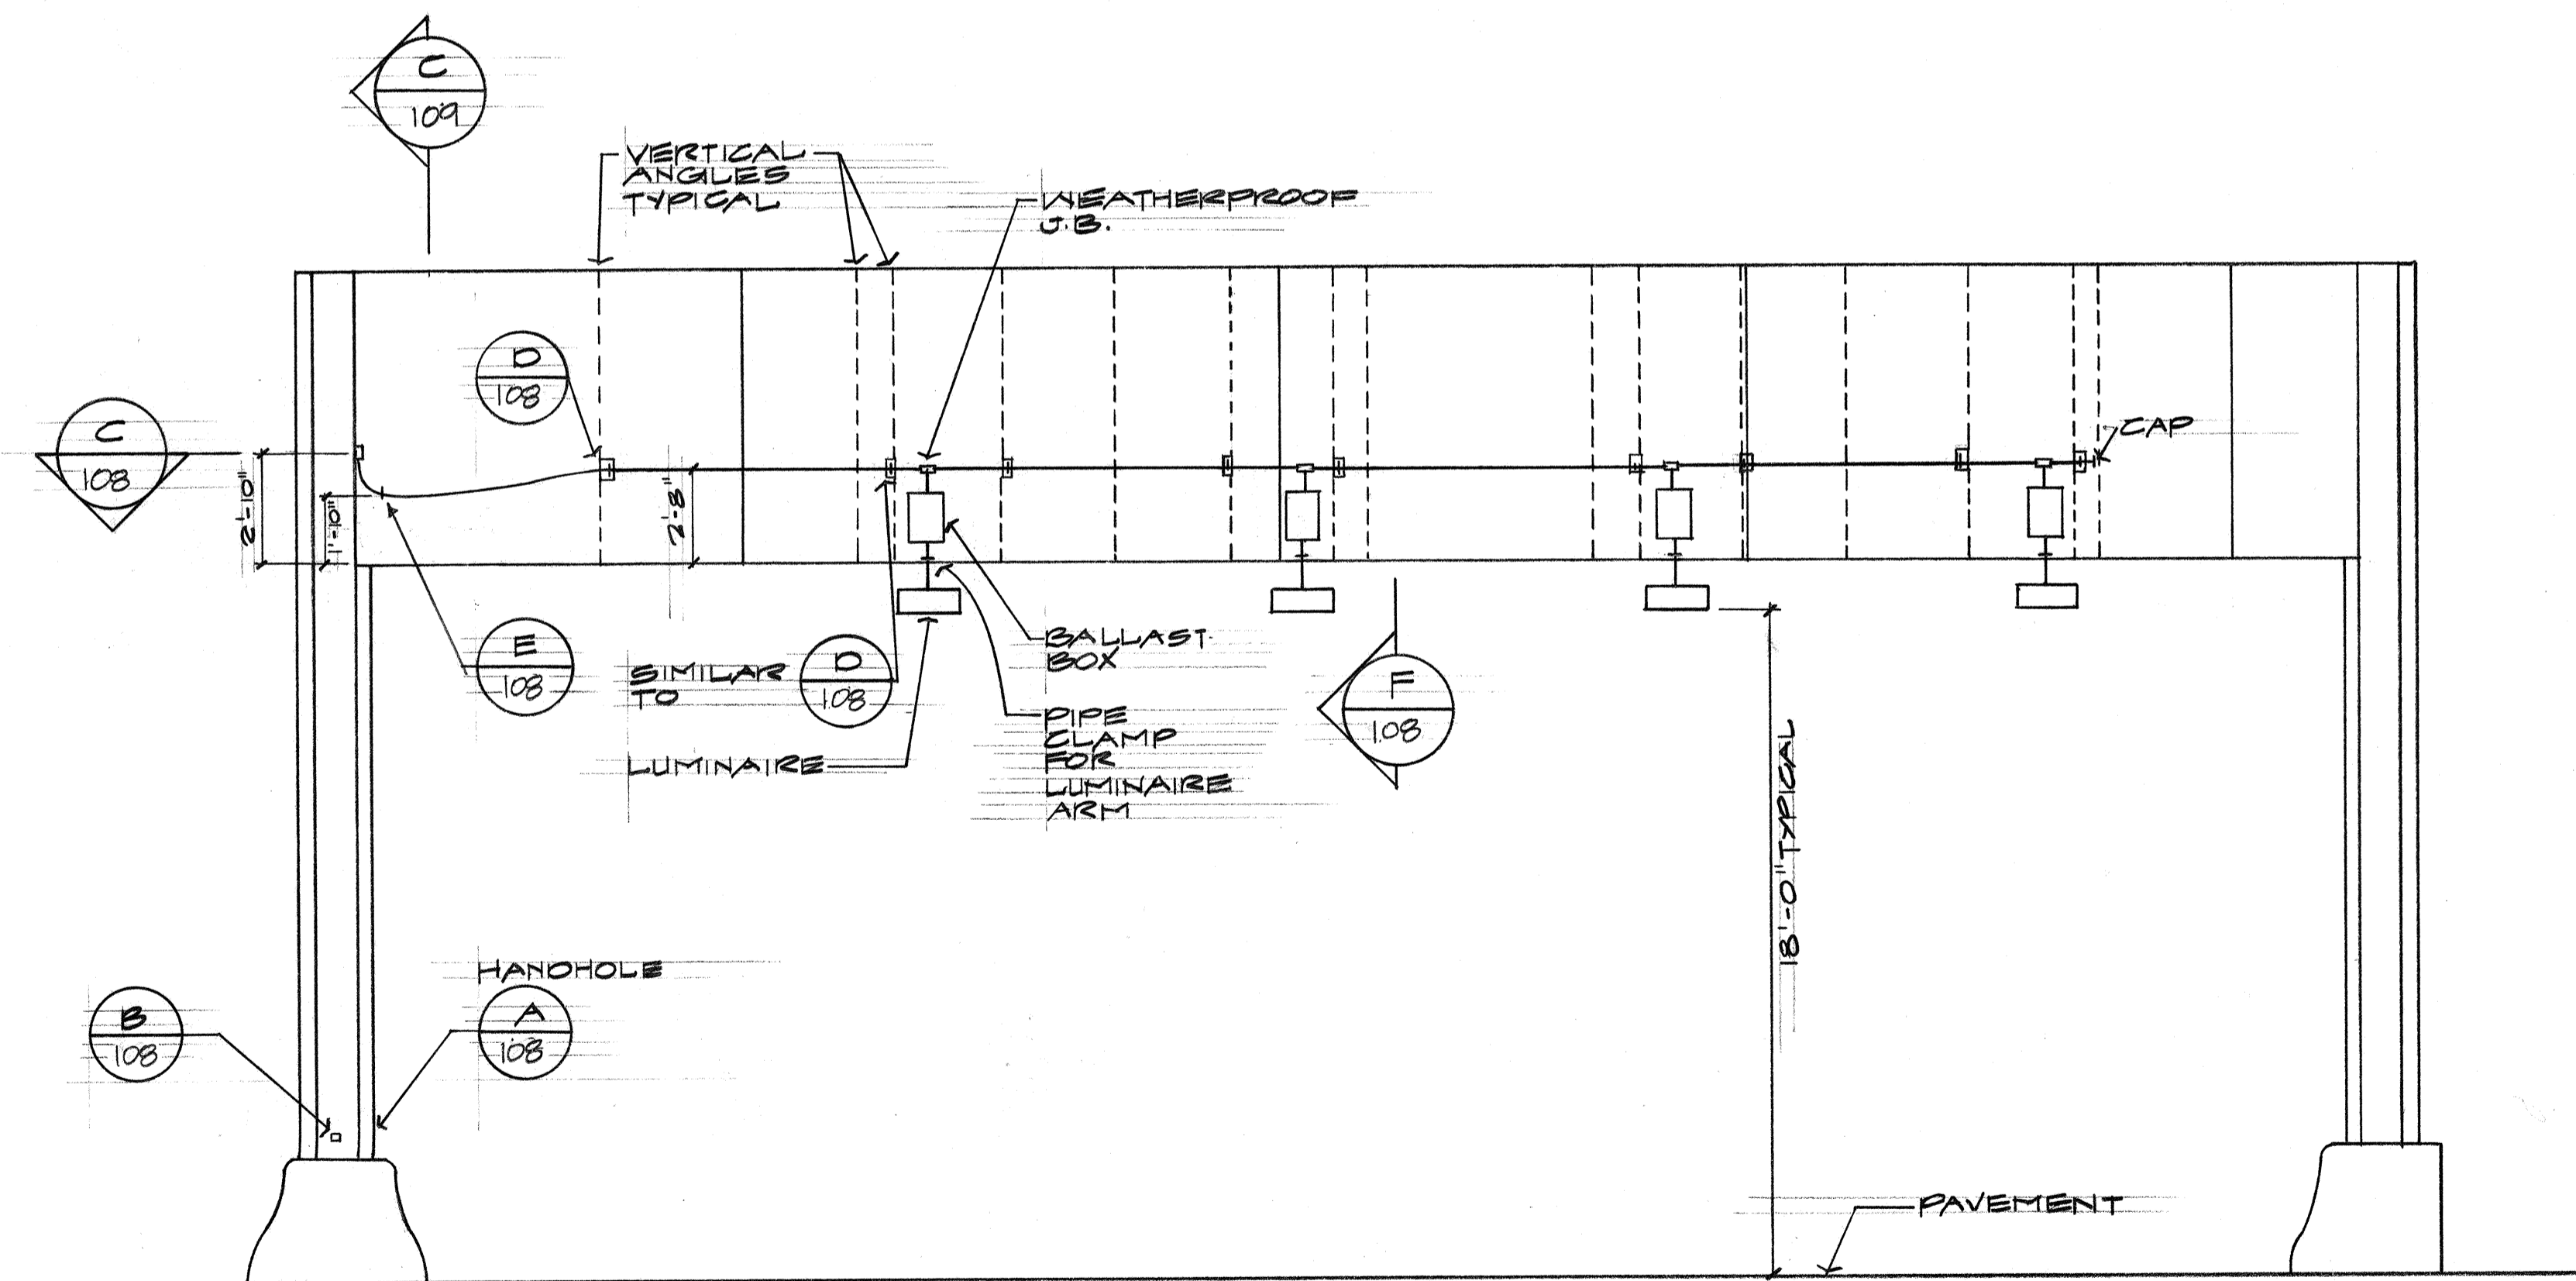 C
109
VERTICAL
ANGLES
TYPICAL
WEATHERPROOF
J.B.
D
108
C
108
2'-10"
1'-10"
2'-8"
CAP
E
108
SIMILAR
TO
D
108
BALLAST
BOX
F
108
PIPE
CLAMP
FOR
LUMINAIRE
ARM
LUMINAIRE
18'-0" TYPICAL
HANDHOLE
B
108
A
108
PAVEMENT